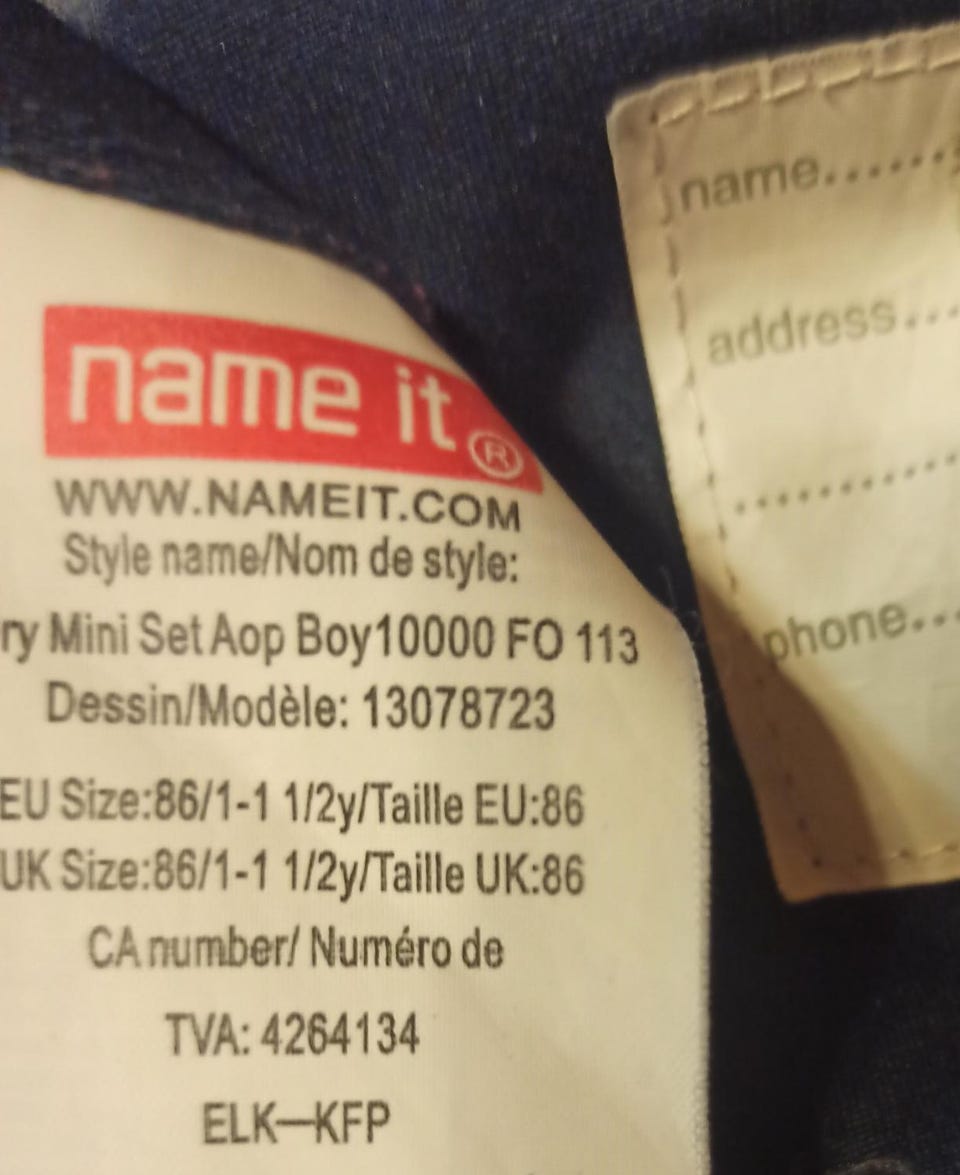 name it ®
WWW.NAMEIT.COM
Style name/Nom de style:
ry Mini Set Aop Boy10000 FO 113
Dessin/Modèle: 13078723
EU Size:86/1-1 1/2y/Taille EU:86
UK Size:86/1-1 1/2y/Taille UK:86
CA number/ Numéro de
TVA: 4264134
ELK—KFP
name......
address...
...............
phone...